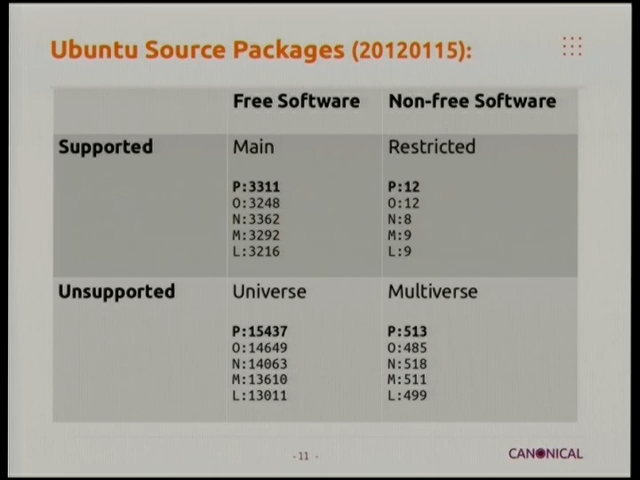 Ubuntu Source Packages (20120115):
Free Software Non-free Software
Supported Main Restricted
P:3311 P:12
O:3248 O:12
N:3362 N:8
M:3292 M:9
L:3216 L:9
Unsupported Universe Multiverse
P:15437 P:513
O:14649 O:485
N:14063 N:518
M:13610 M:511
L:13011 L:499
- 11 -
CANONICAL